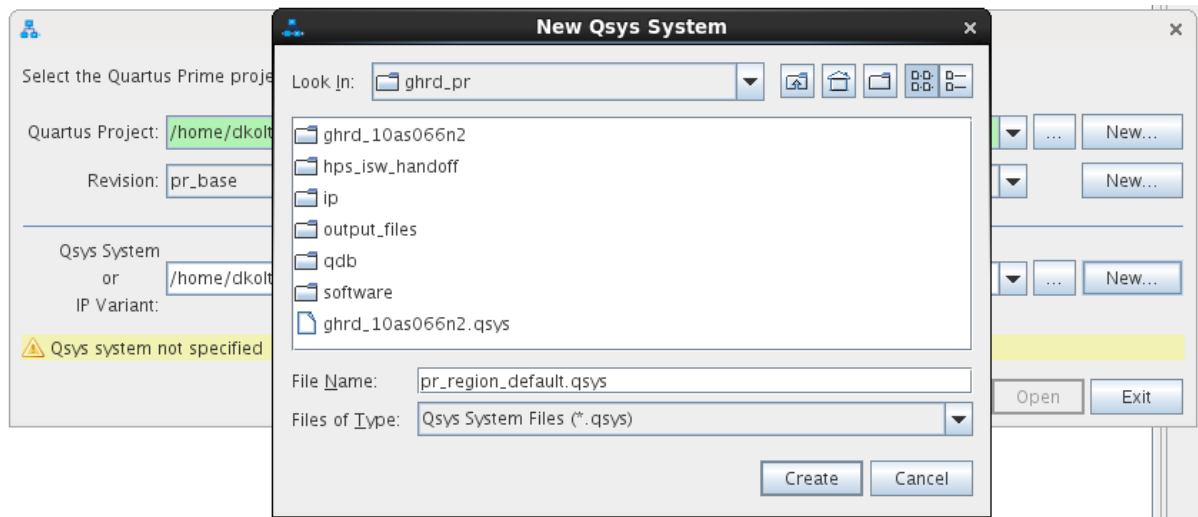 New Qsys System
Select the Quartus Prime proje
Look In: ghrd_pr
Quartus Project: /home/dkolt
... New...
Revision: pr_base
New...
ghrd_10as066n2
hps_isw_handoff
ip
output_files
qdb
software
ghrd_10as066n2.qsys
Qsys System
or
IP Variant:
/home/dkolt
... New...
Qsys system not specified
File Name: pr_region_default.qsys
Files of Type: Qsys System Files (*.qsys)
Open Exit
Create Cancel